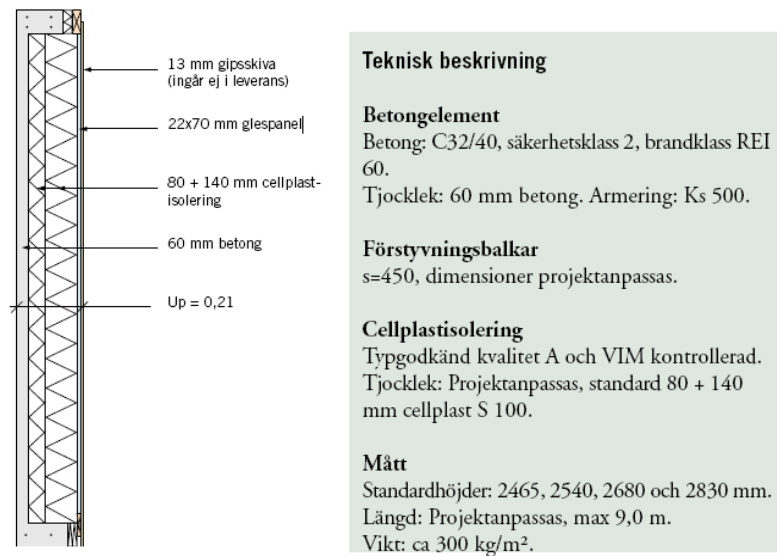 13 mm gipsskiva
(ingår ej i leverans)
22x70 mm glespanel
80 + 140 mm cellplast-
isolering
60 mm betong
Up = 0,21
Teknisk beskrivning
Betongelement
Betong: C32/40, säkerhetsklass 2, brandklass REI
60.
Tjocklek: 60 mm betong. Armering: Ks 500.
Förstyvningsbalkar
s=450, dimensioner projektanpassas.
Cellplastisolering
Typgodkänd kvalitet A och VIM kontrollerad.
Tjocklek: Projektanpassas, standard 80 + 140
mm cellplast S 100.
Mått
Standardhöjder: 2465, 2540, 2680 och 2830 mm.
Längd: Projektanpassas, max 9,0 m.
Vikt: ca 300 kg/m².